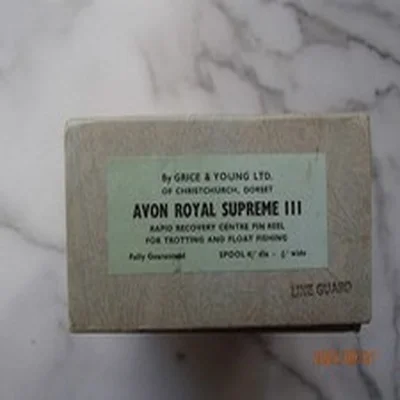 By GRICE & YOUNG LTD.
OF CHRISTCHURCH, DORSET
AVON ROYAL SUPREME III
RAPID RECOVERY CENTRE PIN REEL
FOR TROTTING AND FLOAT FISHING
Fully Guaranteed SPOOL dia - wide
LINE GUARD